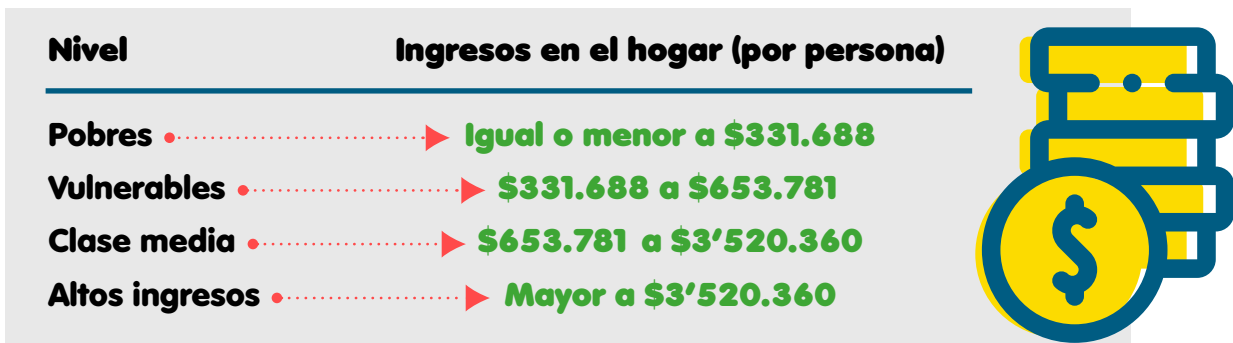 Nivel Ingresos en el hogar (por persona)
Pobres Igual o menor a $331.688
Vulnerables $331.688 a $653.781
Clase media $653.781 a $3’520.360
Altos ingresos Mayor a $3’520.360
$